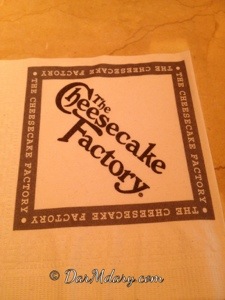 The
Cheesecake
Factory®
• THE CHEESECAKE FACTORY •
THE CHEESECAKE FACTORY •
THE CHEESECAKE FACTORY •
THE CHEESECAKE FACTORY •
© DarMdary.com